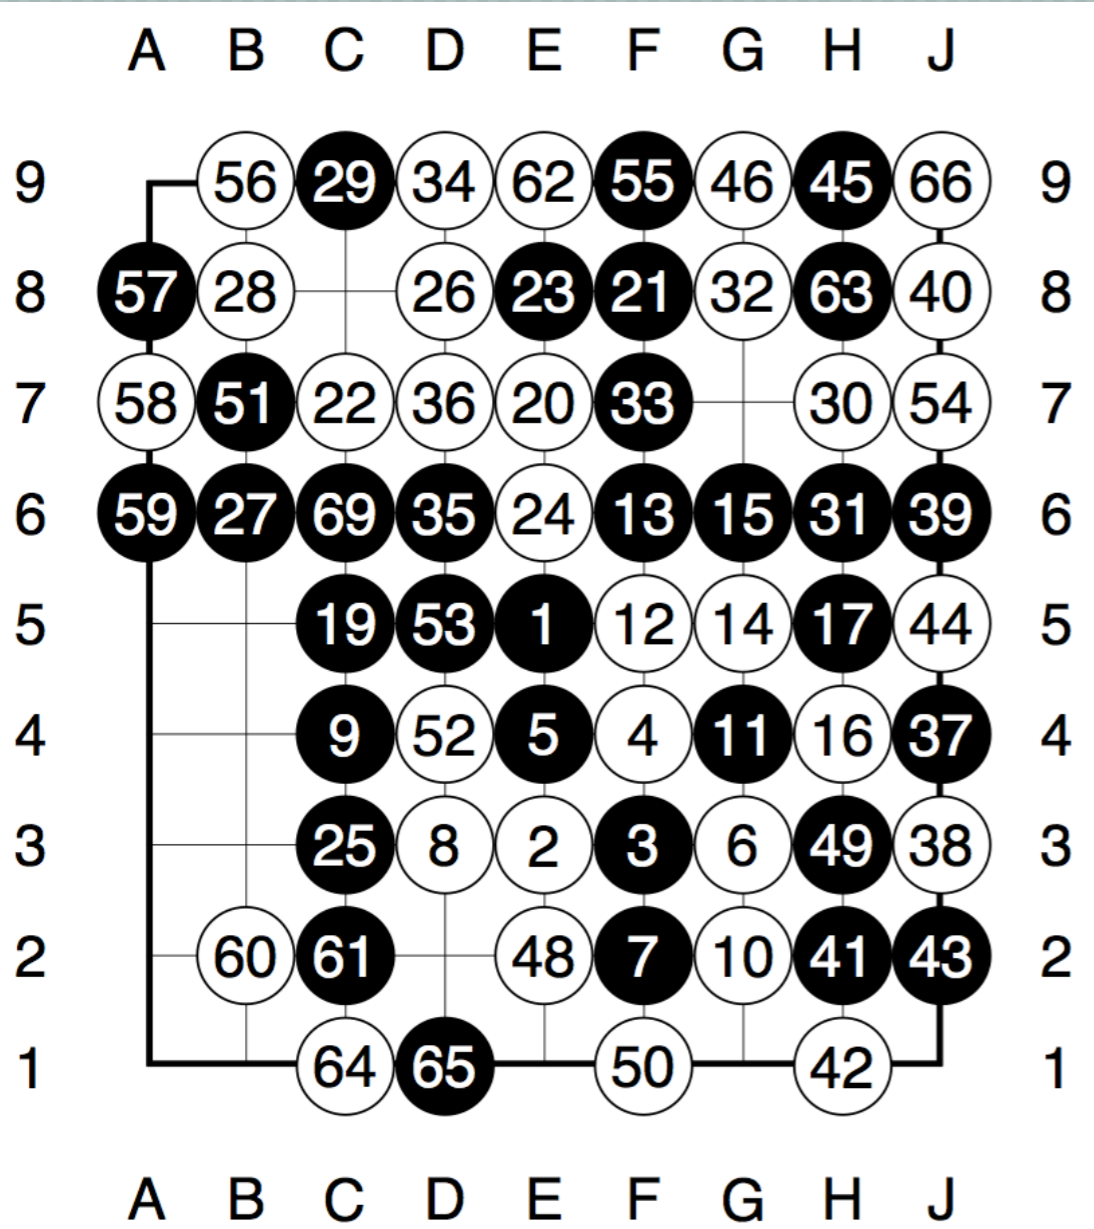 A B C D E F G H J
9 56 29 34 62 55 46 45 66 9
8 57 28 26 23 21 32 63 40 8
7 58 51 22 36 20 33 30 54 7
6 59 27 69 35 24 13 15 31 39 6
5 19 53 1 12 14 17 44 5
4 9 52 5 4 11 16 37 4
3 25 8 2 3 6 49 38 3
2 60 61 48 7 10 41 43 2
1 64 65 50 42 1
A B C D E F G H J